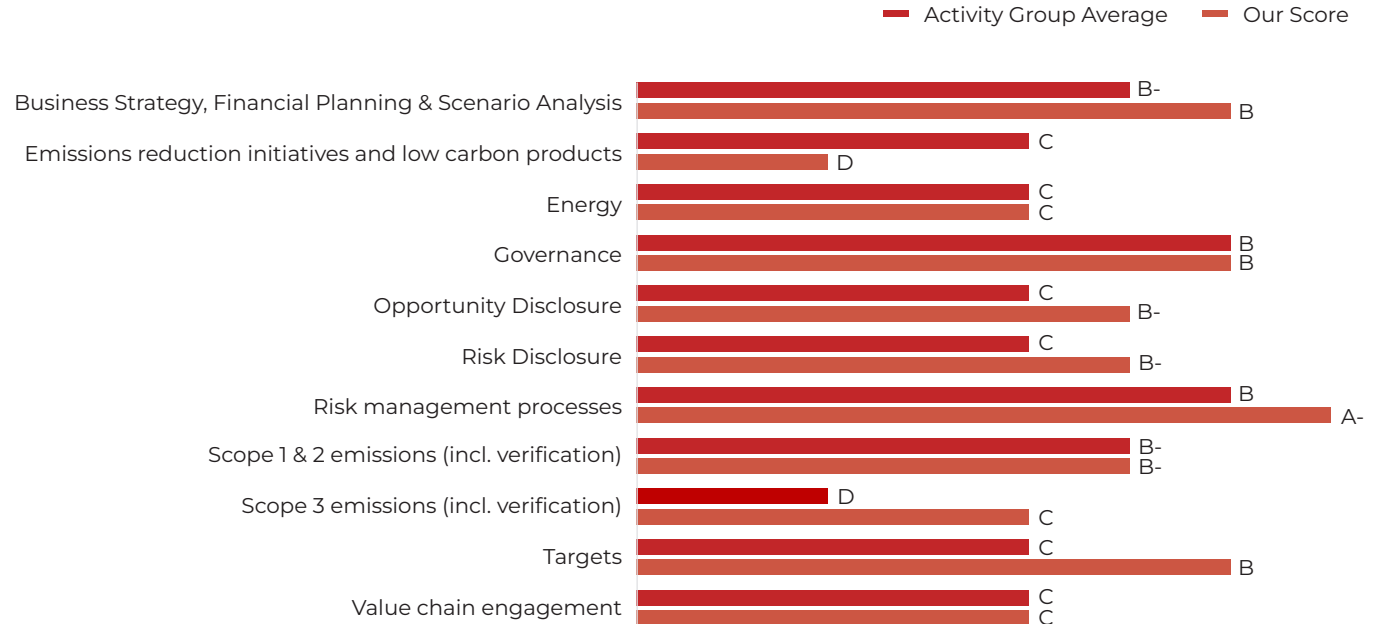 Activity Group Average
Our Score
Business Strategy, Financial Planning & Scenario Analysis
B-
B
Emissions reduction initiatives and low carbon products
C
D
Energy
C
C
Governance
B
B
Opportunity Disclosure
C
B-
Risk Disclosure
C
B-
Risk management processes
B
A-
Scope 1 & 2 emissions (incl. verification)
B-
B-
Scope 3 emissions (incl. verification)
D
C
Targets
C
B
Value chain engagement
C
C